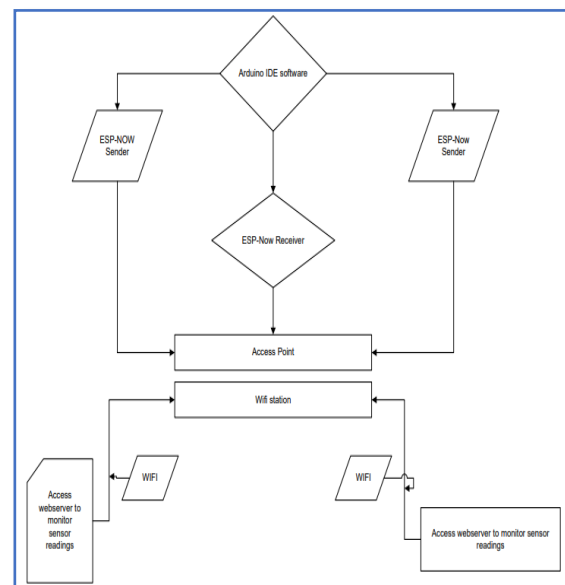 Arduino IDE software
ESP-NOW
Sender
ESP-Now
Sender
ESP-Now Receiver
Access Point
Wifi station
WIFI
WIFI
Access
webserver to
monitor
sensor
readings
Access webserver to monitor sensor
readings